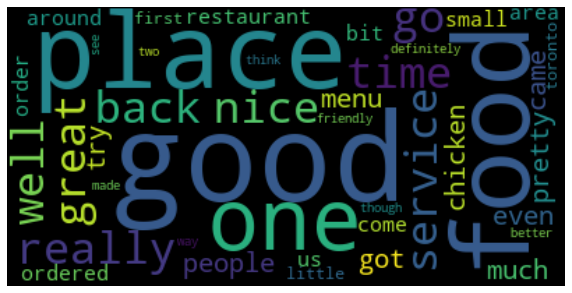 around
first
restaurant
go
small
area
place
see
two
think
bit
definitely
toronto
order
time
food
came
back
nice
menu
friendly
well
great
try
good
service
chicken
pretty
made
one
though
come
even
really
way
people
us
little
got
better
much
ordered